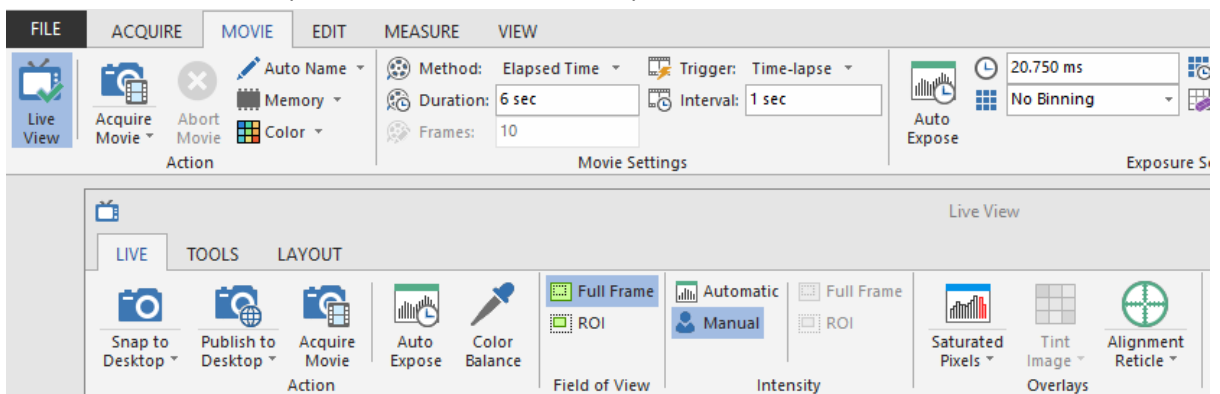 FILE ACQUIRE MOVIE EDIT MEASURE VIEW
Auto Name Method: Elapsed Time Trigger: Time-lapse 20.750 ms
Memory Duration: 6 sec Interval: 1 sec No Binning
Live Acquire Abort Color Frames: 10 Auto
View Movie Movie Expose
Action Movie Settings Exposure
Live View
LIVE TOOLS LAYOUT
Full Frame Automatic Full Frame
ROI Manual ROI
Snap to Publish to Acquire Auto Color Saturated Tint Alignment
Desktop Desktop Movie Expose Balance Pixels Image Reticle
Action Field of View Intensity Overlays